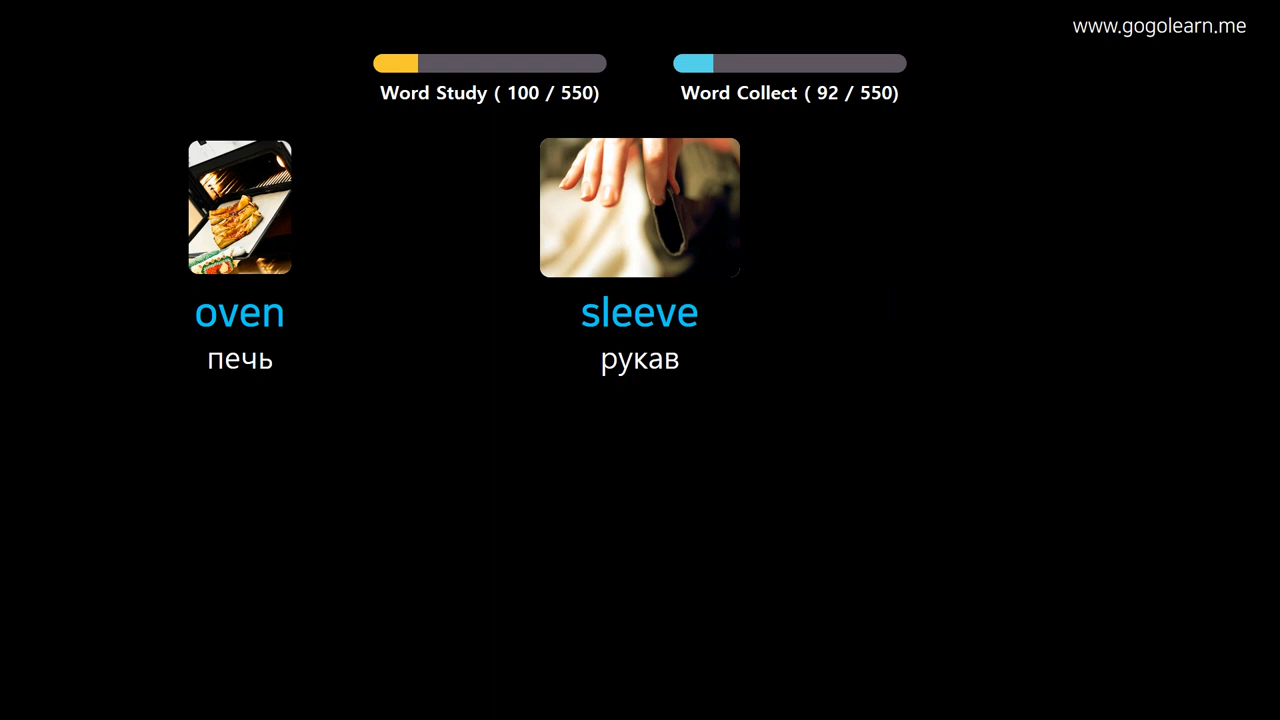 www.gogolearn.me
Word Study ( 100 / 550)
Word Collect ( 92 / 550)
oven
печь
sleeve
рукав